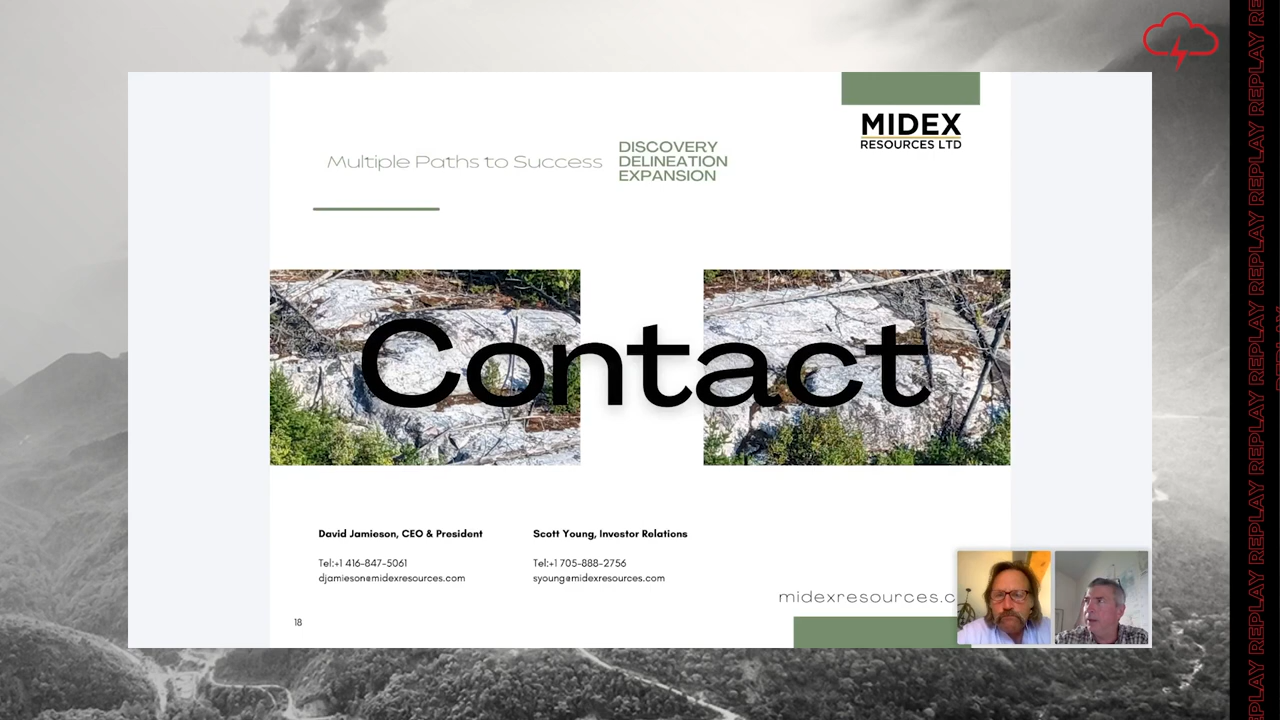 Multiple Paths to Success
DISCOVERY
DELINEATION
EXPANSION
MIDEX
RESOURCES LTD
Contact
David Jamieson, CEO & President
Tel:+1 416-847-5061
djamieson@midexresources.com
Scott Young, Investor Relations
Tel:+1 705-888-2756
syoung@midexresources.com
midexresources.c
18
REPLAY REPLAY REPLAY REPLAY REPLAY REPLAY REPLAY REPLAY